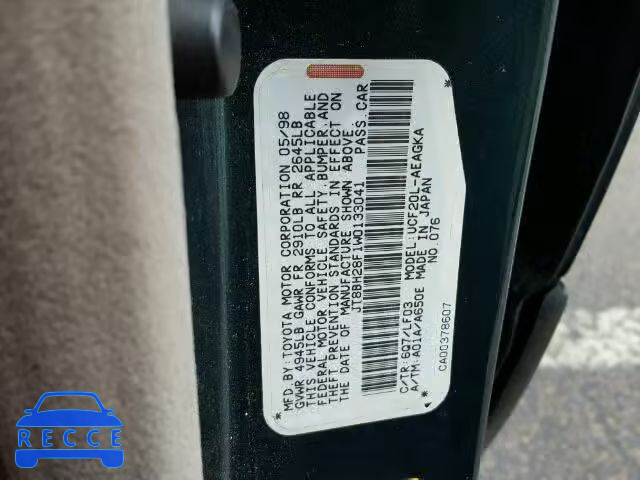 MFD.BY:TOYOTA MOTOR CORPORATION 05/98
GVWR 4945LB GAWR FR 2910LB RR 2645LB
THIS VEHICLE CONFORMS TO ALL APPLICABLE
FEDERAL MOTOR VEHICLE SAFETY,BUMPER,AND
THEFT PREVENTION STANDARDS IN EFFECT ON
THE DATE OF MANUFACTURE SHOWN ABOVE.
JT8BH28F1W0133041 PASS.CAR
C/TR:6Q7/LF03 MODEL:UCF20L-AEAGKA
A/TM:A01A/A650E MADE IN JAPAN
NO.076
CA00378607
RECCE